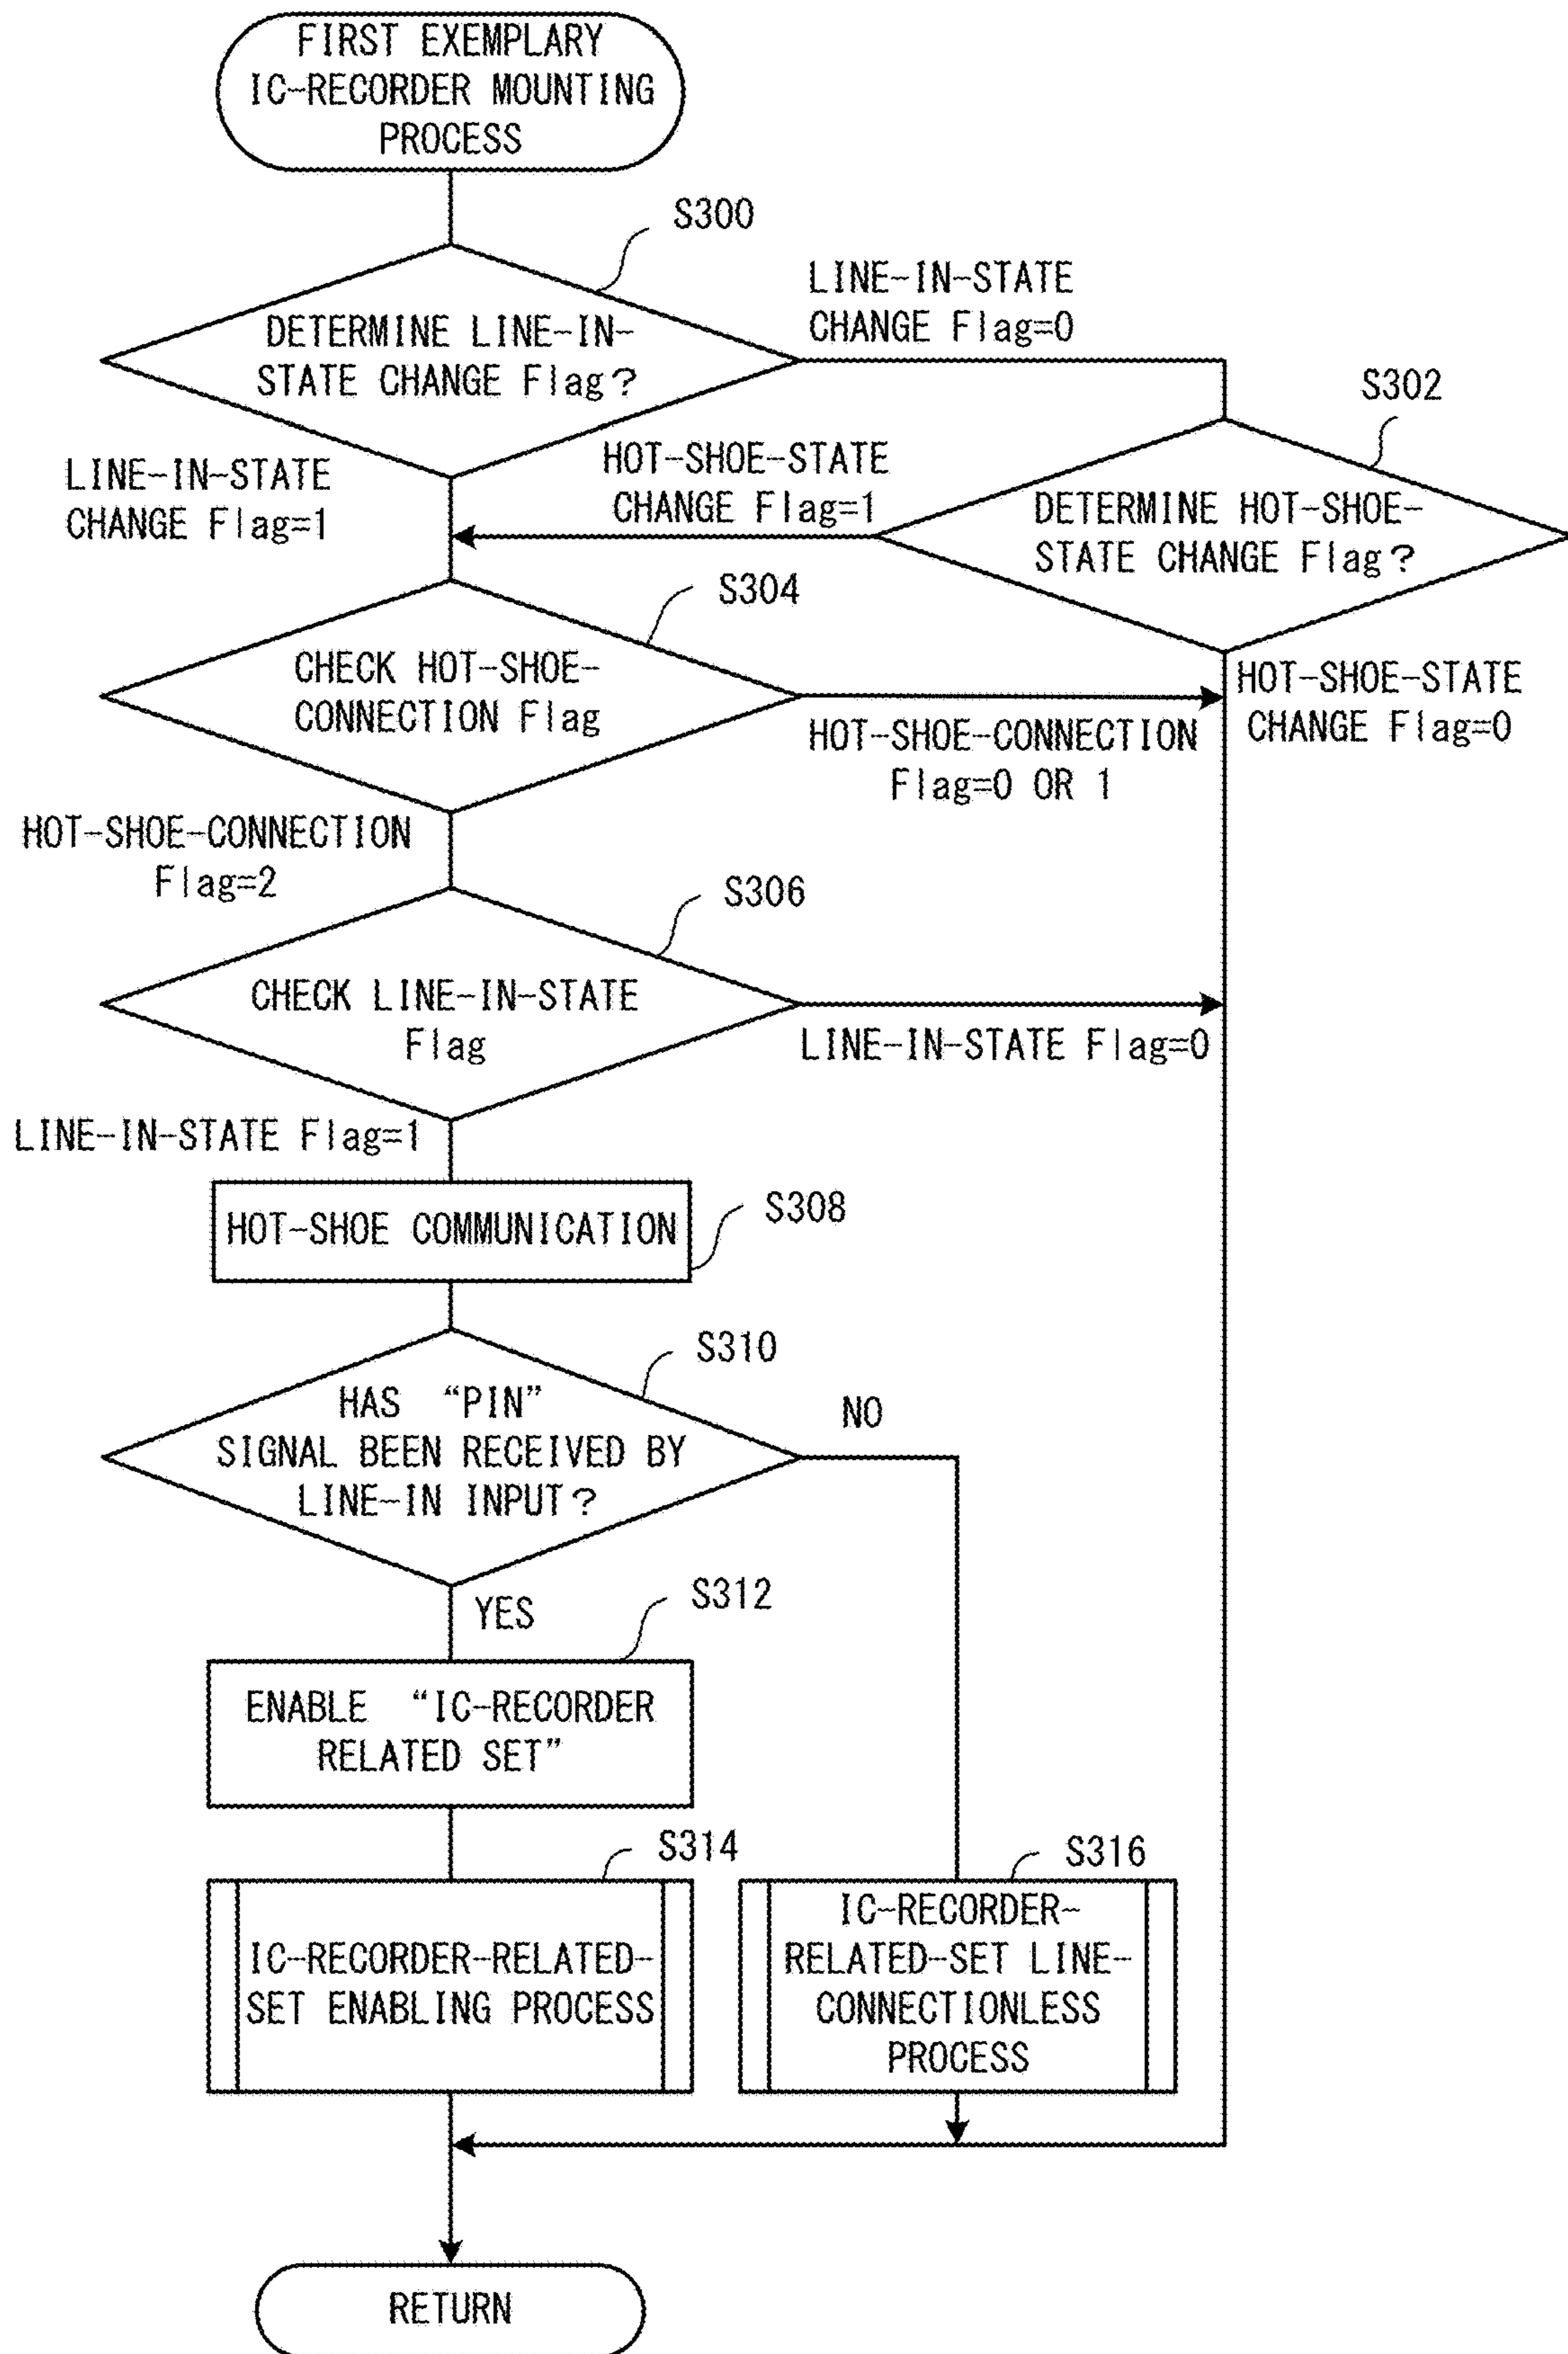 FIRST EXEMPLARY
IC-RECORDER MOUNTING
PROCESS
S300
LINE-IN-STATE
CHANGE Flag=0
DETERMINE LINE-IN-
STATE CHANGE Flag?
S302
LINE-IN-STATE
CHANGE Flag=1
HOT-SHOE-STATE
CHANGE Flag=1
DETERMINE HOT-SHOE-
STATE CHANGE Flag?
S304
CHECK HOT-SHOE-
CONNECTION Flag
HOT-SHOE-STATE
CHANGE Flag=0
HOT-SHOE-CONNECTION
Flag=0 OR 1
HOT-SHOE-CONNECTION
Flag=2
S306
CHECK LINE-IN-STATE
Flag
LINE-IN-STATE Flag=0
LINE-IN-STATE Flag=1
S308
HOT-SHOE COMMUNICATION
S310
HAS “PIN”
SIGNAL BEEN RECEIVED BY
LINE-IN INPUT?
NO
YES
S312
ENABLE “IC-RECORDER
RELATED SET”
S314
IC-RECORDER-RELATED-
SET ENABLING PROCESS
S316
IC-RECORDER-
RELATED-SET LINE-
CONNECTIONLESS
PROCESS
RETURN